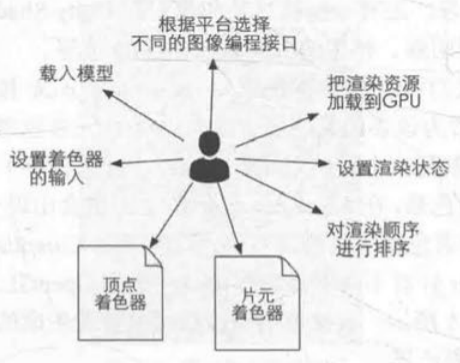 根据平台选择
不同的图像编程接口
载入模型
把渲染资源
加载到GPU
设置着色器
的输入
设置渲染状态
对渲染顺序
进行排序
顶点
着色器
片元
着色器